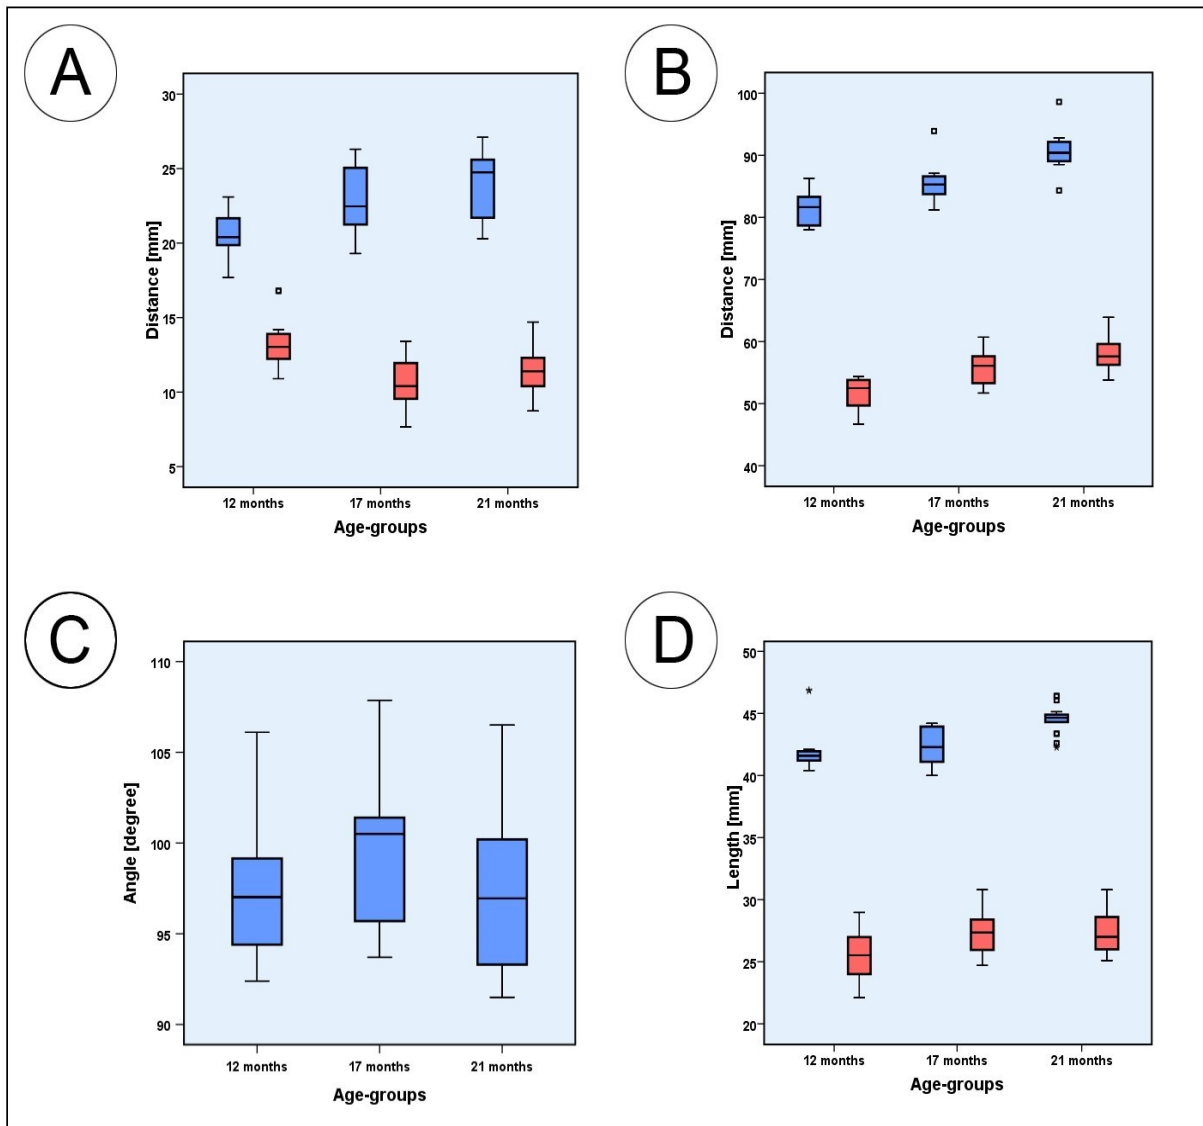 A
Distance [mm]
30
25
20
15
10
5
12 months 17 months 21 months
Age-groups
B
Distance [mm]
100
90
80
70
60
50
40
12 months 17 months 21 months
Age-groups
C
Angle [degree]
110
105
100
95
90
12 months 17 months 21 months
Age-groups
D
Length [mm]
50
45
40
35
30
25
20
12 months 17 months 21 months
Age-groups